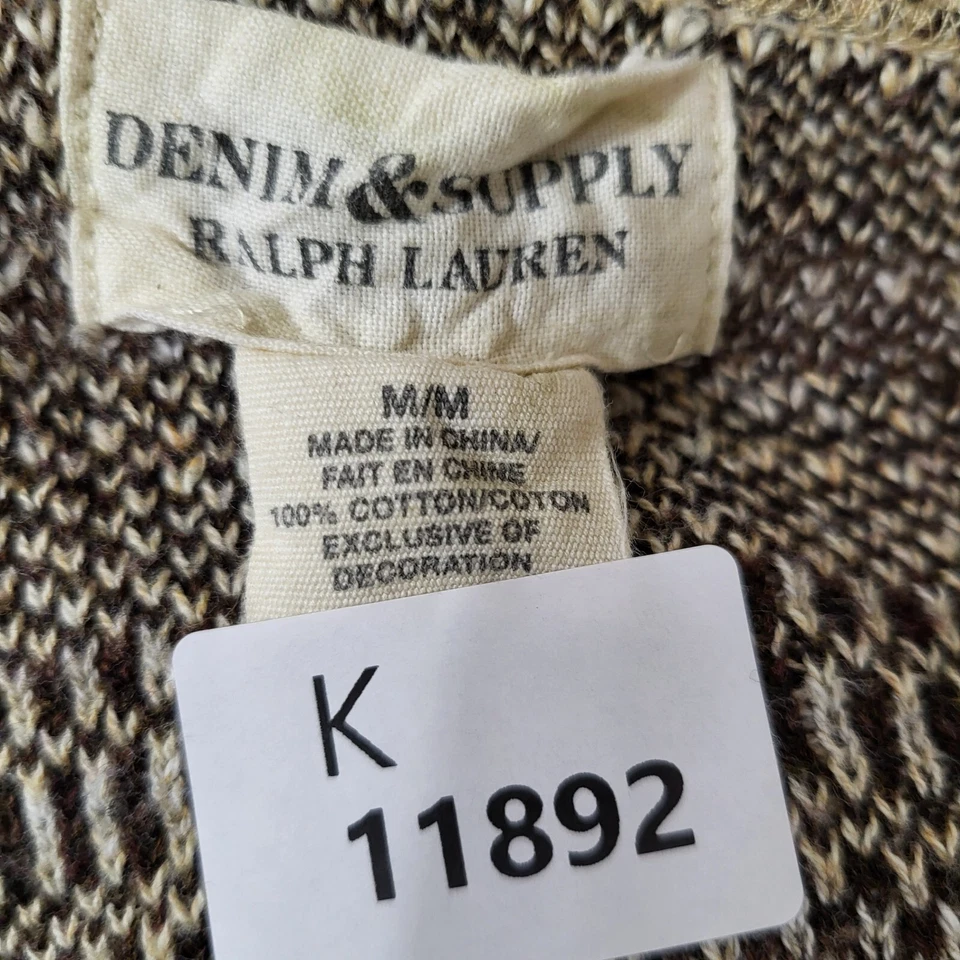 DENIM & SUPPLY
RALPH LAUREN
M/M
MADE IN CHINA/
FAIT EN CHINE
100% COTTON/COTON
EXCLUSIVE OF
DECORATION
K
11892